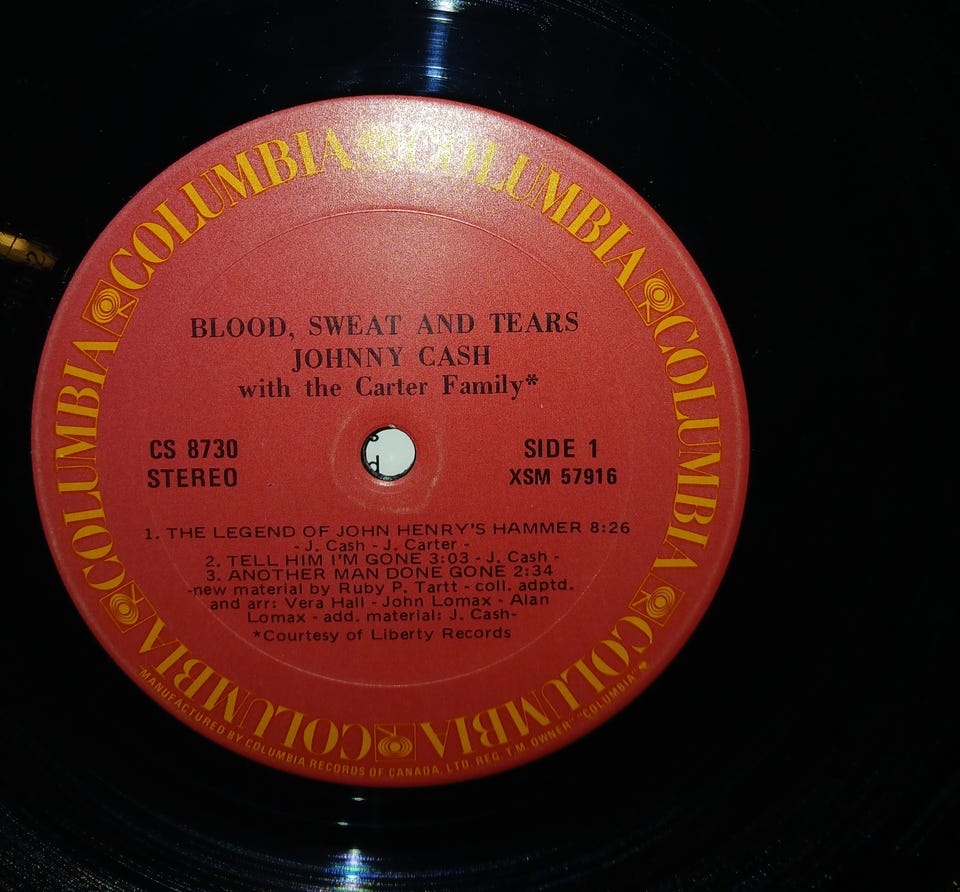 COLUMBIA COLUMBIA COLUMBIA COLUMBIA COLUMBIA COLUMBIA COLUMBIA
BLOOD, SWEAT AND TEARS
JOHNNY CASH
with the Carter Family*
CS 8730
STEREO
SIDE 1
XSM 57916
1. THE LEGEND OF JOHN HENRY'S HAMMER 8:26
- J. Cash - J. Carter -
2. TELL HIM I'M GONE 3:03 - J. Cash -
3. ANOTHER MAN DONE GONE 2:34
-new material by Ruby P. Tartt - coll. adptd.
and arr: Vera Hall - John Lomax - Alan
Lomax - add. material: J. Cash-
*Courtesy of Liberty Records
"MANUFACTURED BY COLUMBIA RECORDS OF CANADA, LTD. REG. T.M. OWNER" "COLUMBIA"